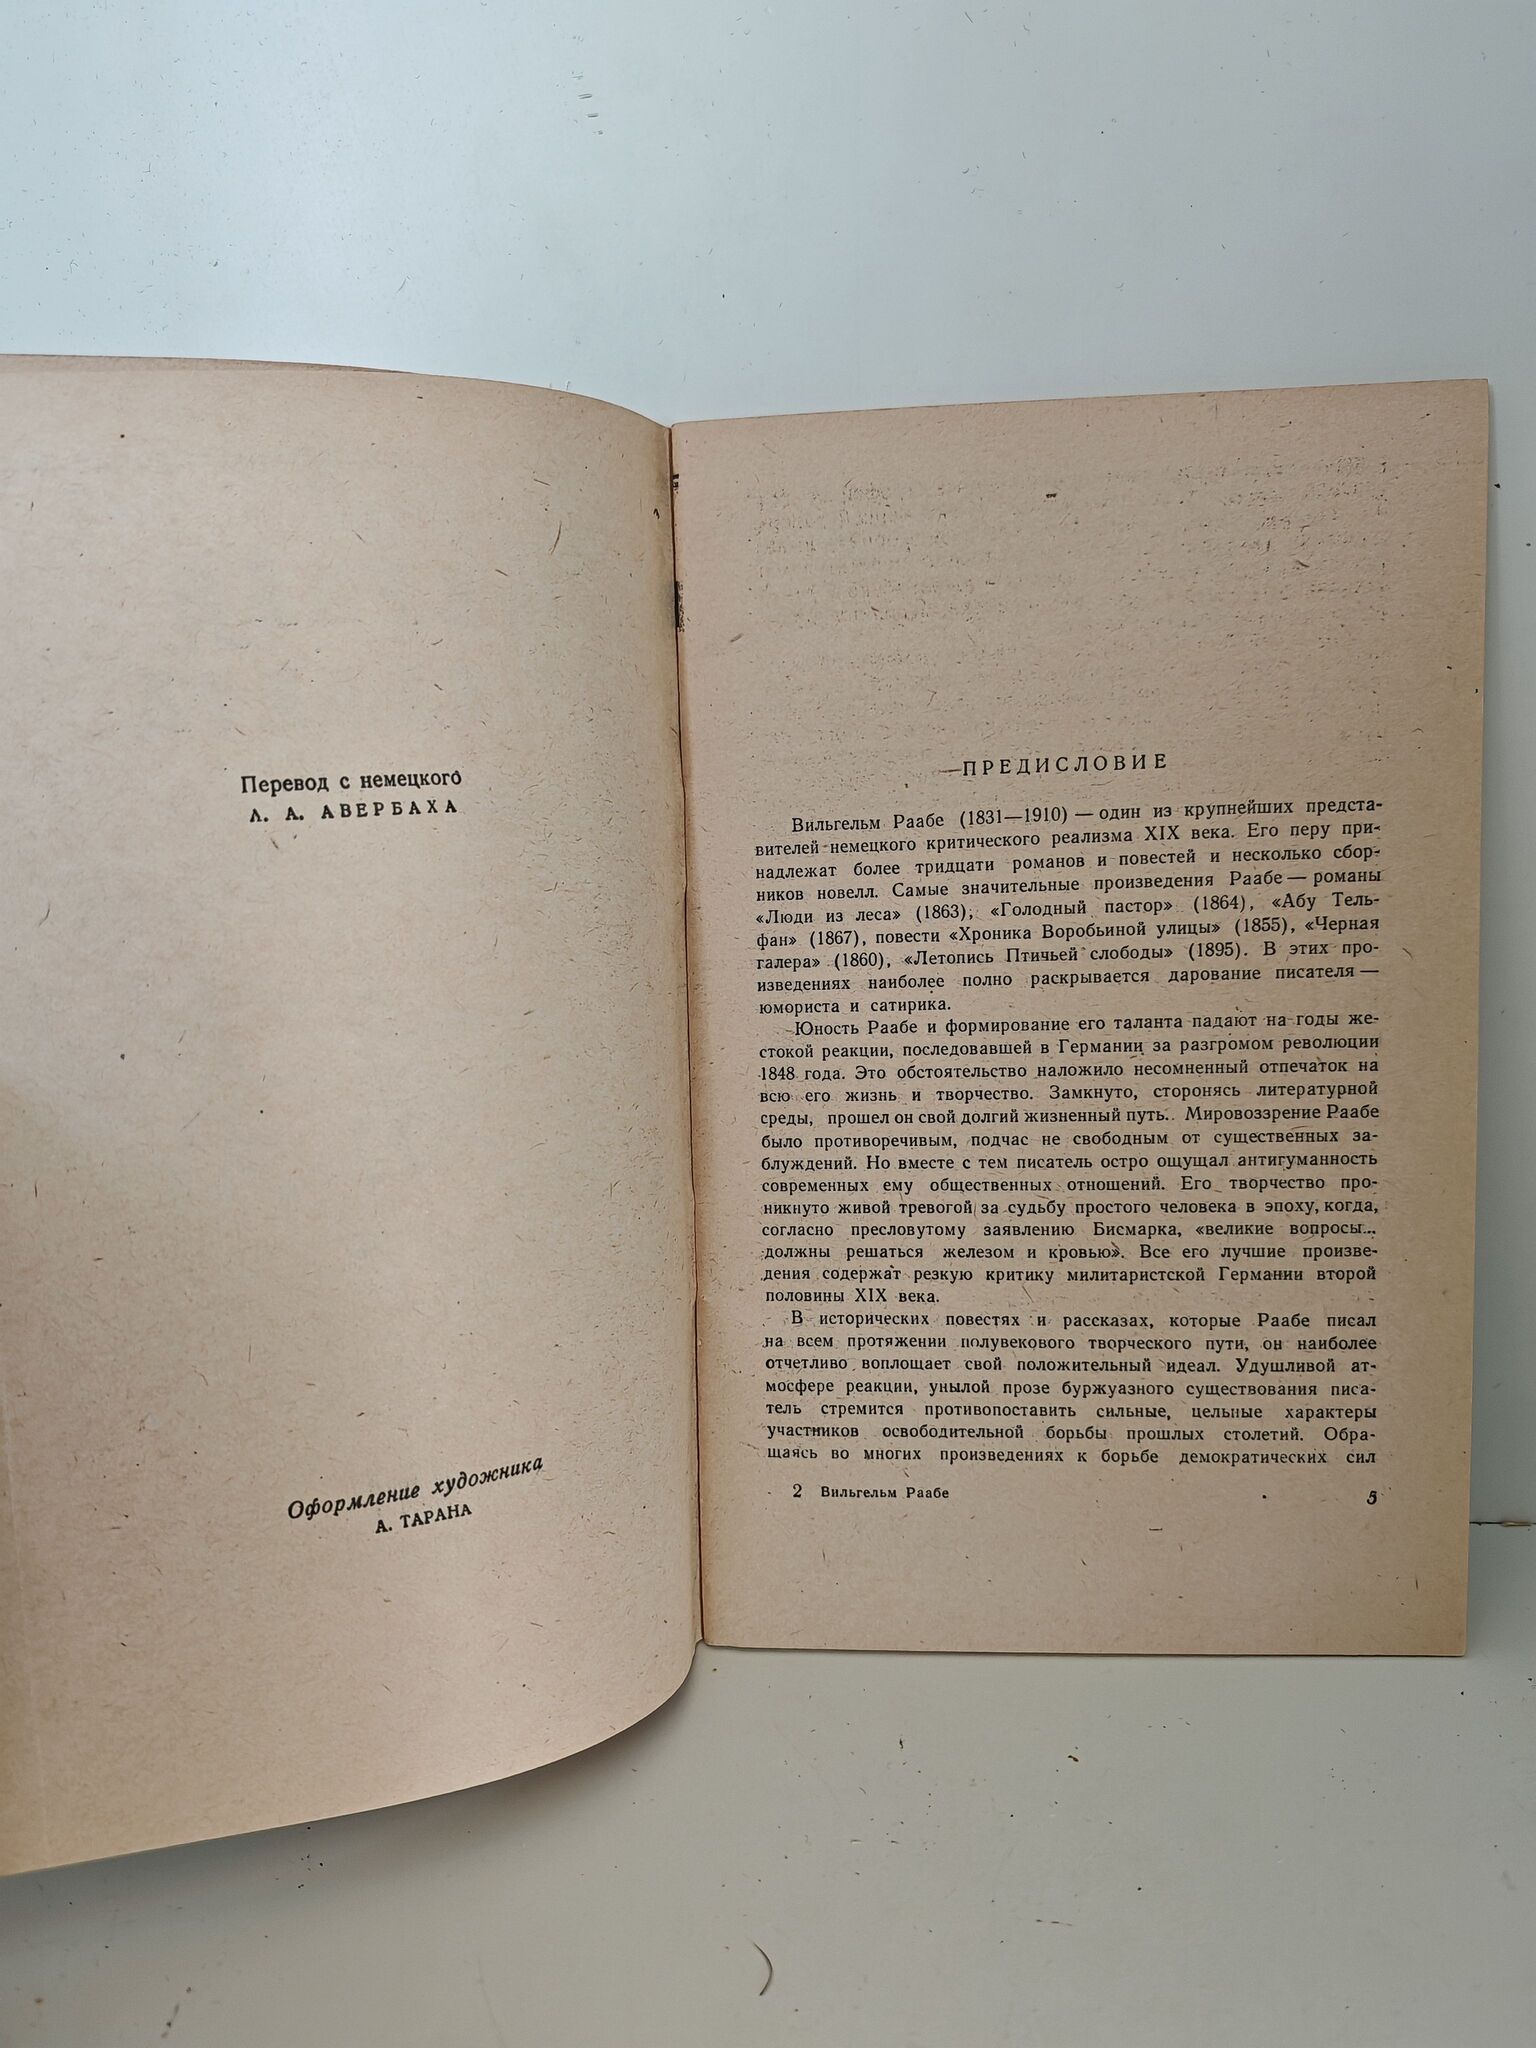 Перевод с немецкого
Л. А. АВЕРБАХА
Оформление художника
А. ТАРАНА
ПРЕДИСЛОВИЕ
Вильгельм Раабе (1831—1910) — один из крупнейших предста-
вителей немецкого критического реализма XIX века. Его перу при-
надлежат более тридцати романов и повестей и несколько сбор-
ников новелл. Самые значительные произведения Раабе — романы
«Люди из леса» (1863), «Голодный пастор» (1864), «Абу Тель-
фан» (1867), повести «Хроника Воробьиной улицы» (1855), «Черная
галера» (1860), «Летопись Птичьей слободы» (1895). В этих про-
изведениях наиболее полно раскрывается дарование писателя —
юмориста и сатирика.
Юность Раабе и формирование его таланта падают на годы же-
стокой реакции, последовавшей в Германии за разгромом революции
1848 года. Это обстоятельство наложило несомненный отпечаток на
всю его жизнь и творчество. Замкнуто, сторонясь литературной
среды, прошел он свой долгий жизненный путь. Мировоззрение Раабе
было противоречивым, подчас не свободным от существенных за-
блуждений. Но вместе с тем писатель остро ощущал антигуманность
современных ему общественных отношений. Его творчество про-
никнуто живой тревогой за судьбу простого человека в эпоху, когда,
согласно пресловутому заявлению Бисмарка, «великие вопросы...
должны решаться железом и кровью». Все его лучшие произве-
дения содержат резкую критику милитаристской Германии второй
половины XIX века.
В исторических повестях и рассказах, которые Раабе писал
на всем протяжении полувекового творческого пути, он наиболее
отчетливо воплощает свой положительный идеал. Удушливой ат-
мосфере реакции, унылой прозе буржуазного существования писа-
тель стремится противопоставить сильные, цельные характеры
участников освободительной борьбы прошлых столетий. Обра-
щаясь во многих произведениях к борьбе демократических сил
2 Вильгельм Раабе
5